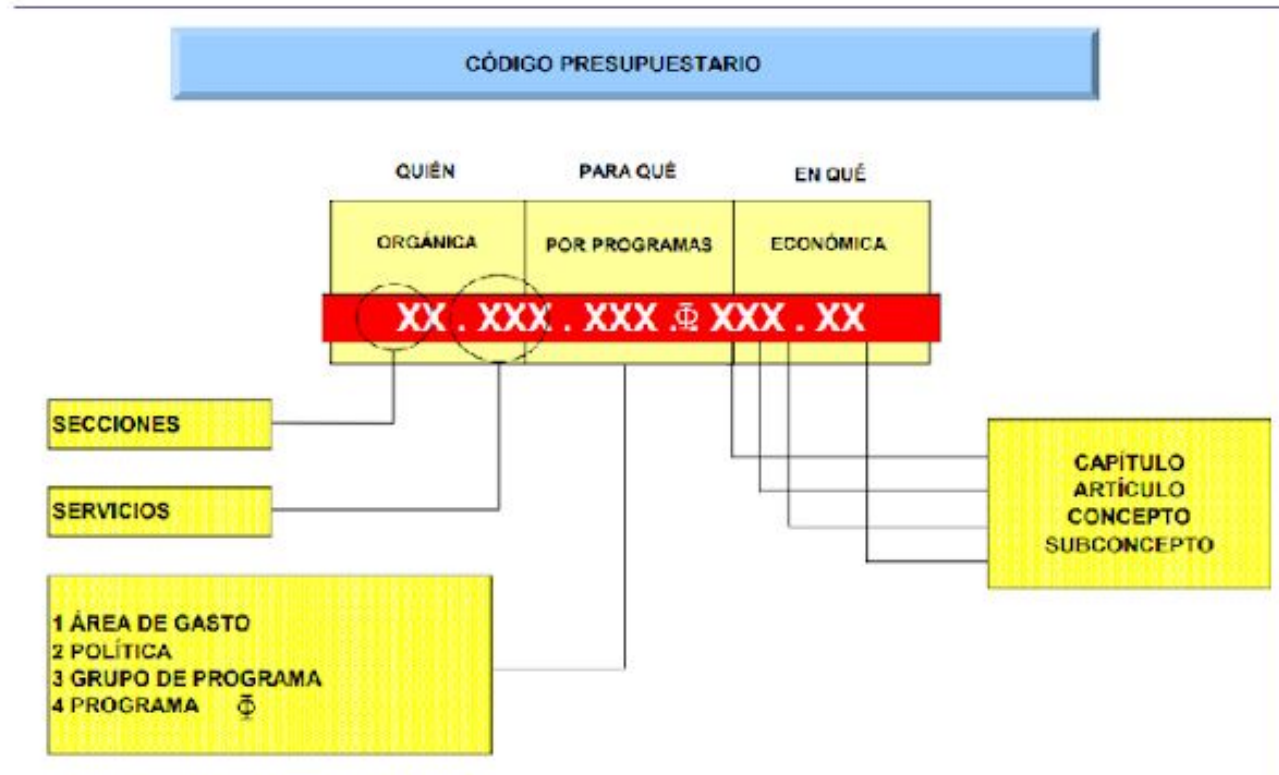 CÓDIGO PRESUPUESTARIO
QUIÉN PARA QUÉ EN QUÉ
ORGÁNICA POR PROGRAMAS ECONÓMICA
XX . XXX . XXX . Φ XXX . XX
SECCIONES
SERVICIOS
1 ÁREA DE GASTO
2 POLÍTICA
3 GRUPO DE PROGRAMA
4 PROGRAMA Φ
CAPÍTULO
ARTÍCULO
CONCEPTO
SUBCONCEPTO